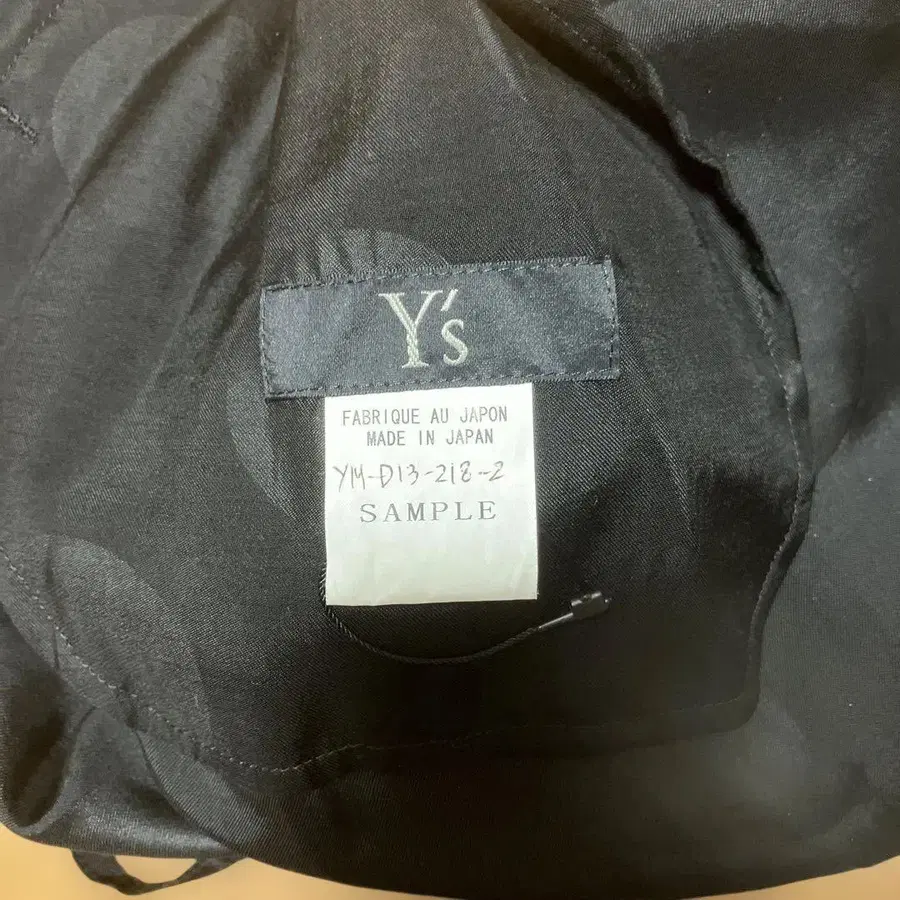 Y's
FABRIQUE AU JAPON
MADE IN JAPAN
YM-D13-218-2
SAMPLE